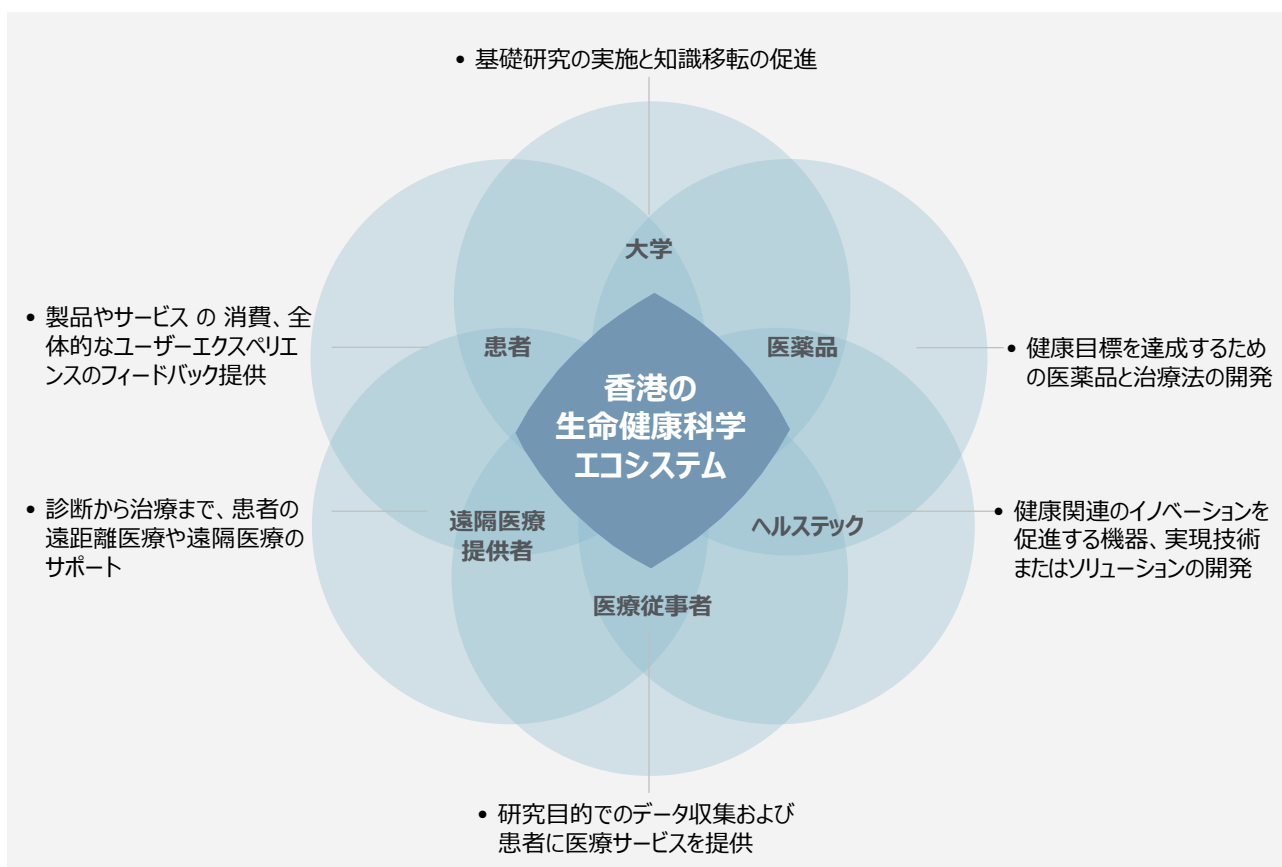 • 基礎研究の実施と知識移転の促進
大学
• 製品やサービス の 消費、全
体的なユーザーエクスペリエ
ンスのフィードバック提供
患者
医薬品
• 健康目標を達成するため
の医薬品と治療法の開発
香港の
生命健康科学
エコシステム
• 診断から治療まで、患者の
遠距離医療や遠隔医療の
サポート
遠隔医療
提供者
ヘルステック
• 健康関連のイノベーションを
促進する機器、実現技術
またはソリューションの開発
医療従事者
• 研究目的でのデータ収集および
患者に医療サービスを提供